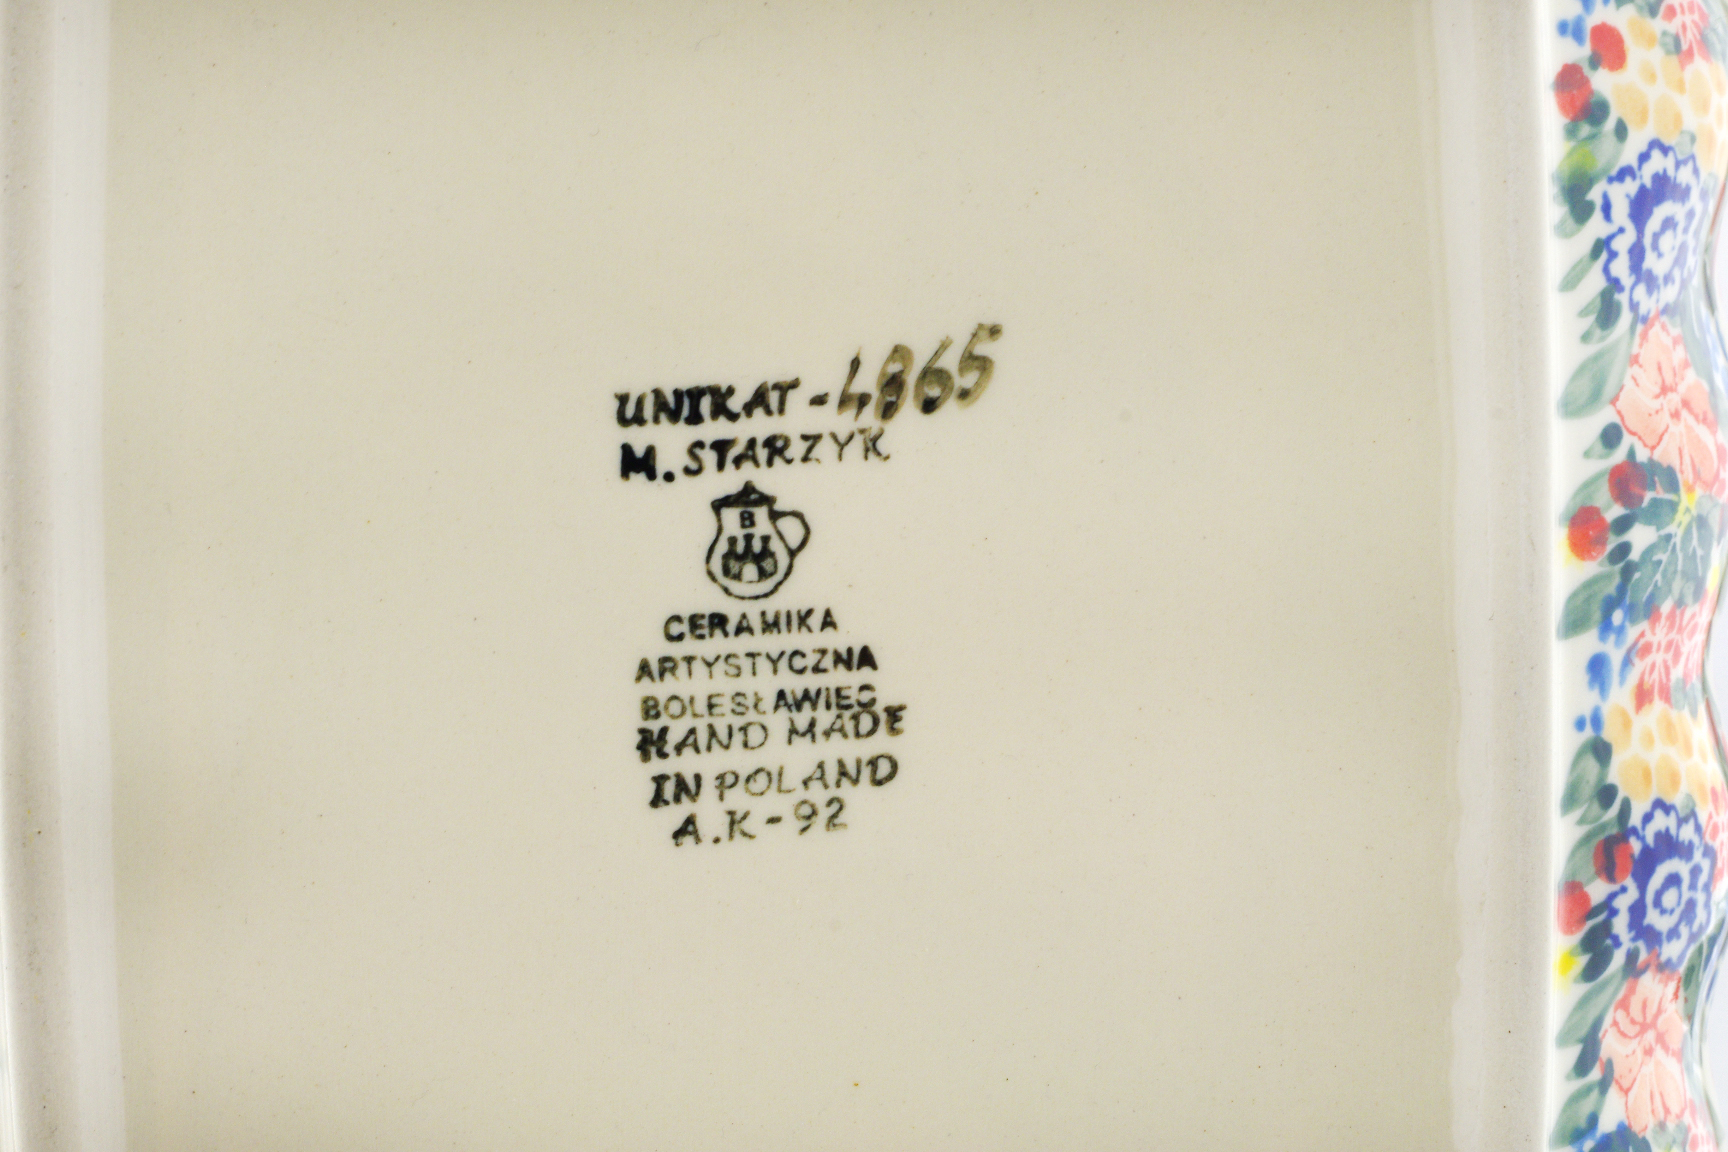 UNIKAT - 4865
M. STARZYK
B
CERAMIKA
ARTYSTYCZNA
BOLESŁAWIEC
HAND MADE
IN POLAND
A.K - 92